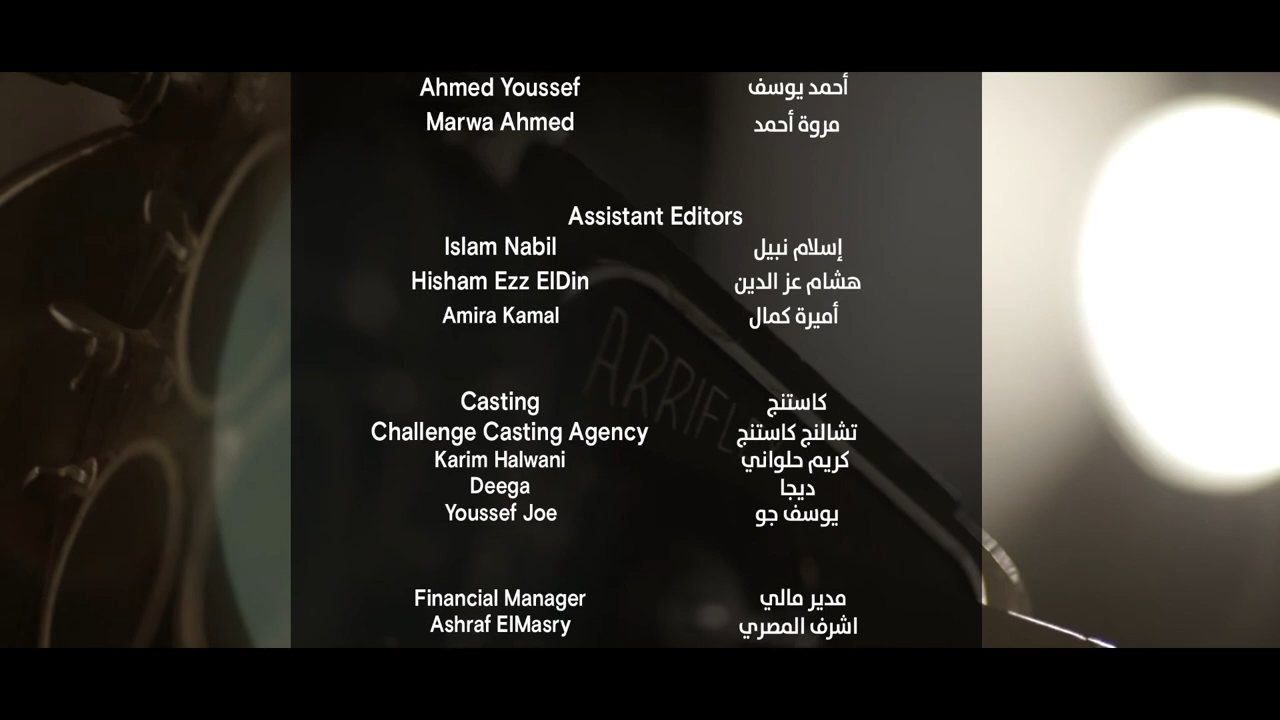 Ahmed Youssef أحمد يوسف
Marwa Ahmed مروة أحمد
Assistant Editors
Islam Nabil إسلام نبيل
Hisham Ezz ElDin هشام عز الدين
Amira Kamal أميرة كمال
Casting كاستنج
Challenge Casting Agency تشالنج كاستنج
Karim Halwani كريم حلواني
Deega ديجا
Youssef Joe يوسف جو
Financial Manager مدير مالي
Ashraf ElMasry اشرف المصري